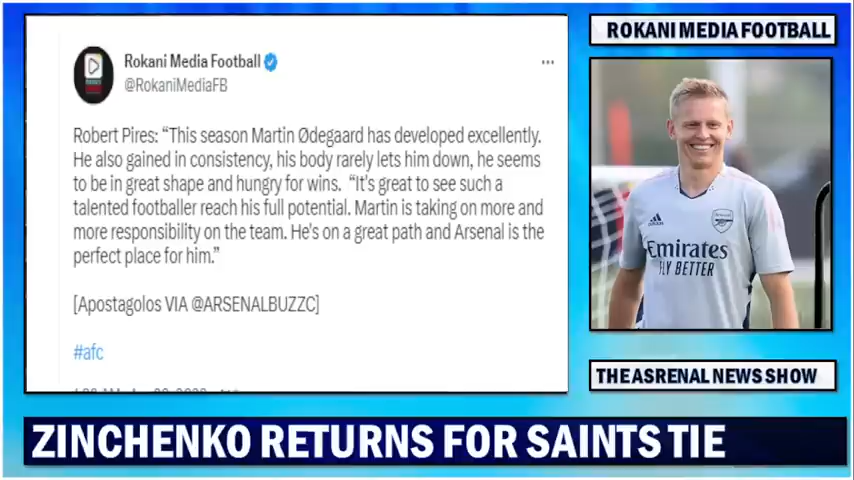 Rokani Media Football
@RokaniMediaFB
Robert Pires: “This season Martin Ødegaard has developed excellently.
He also gained in consistency, his body rarely lets him down, he seems
to be in great shape and hungry for wins. “It's great to see such a
talented footballer reach his full potential. Martin is taking on more and
more responsibility on the team. He's on a great path and Arsenal is the
perfect place for him.”
[Apostagolos VIA @ARSENALBUZZC]
#afc
ROKANI MEDIA FOOTBALL
Emirates
FLY BETTER
THEASRENAL NEWS SHOW
ZINCHENKO RETURNS FOR SAINTS TIE